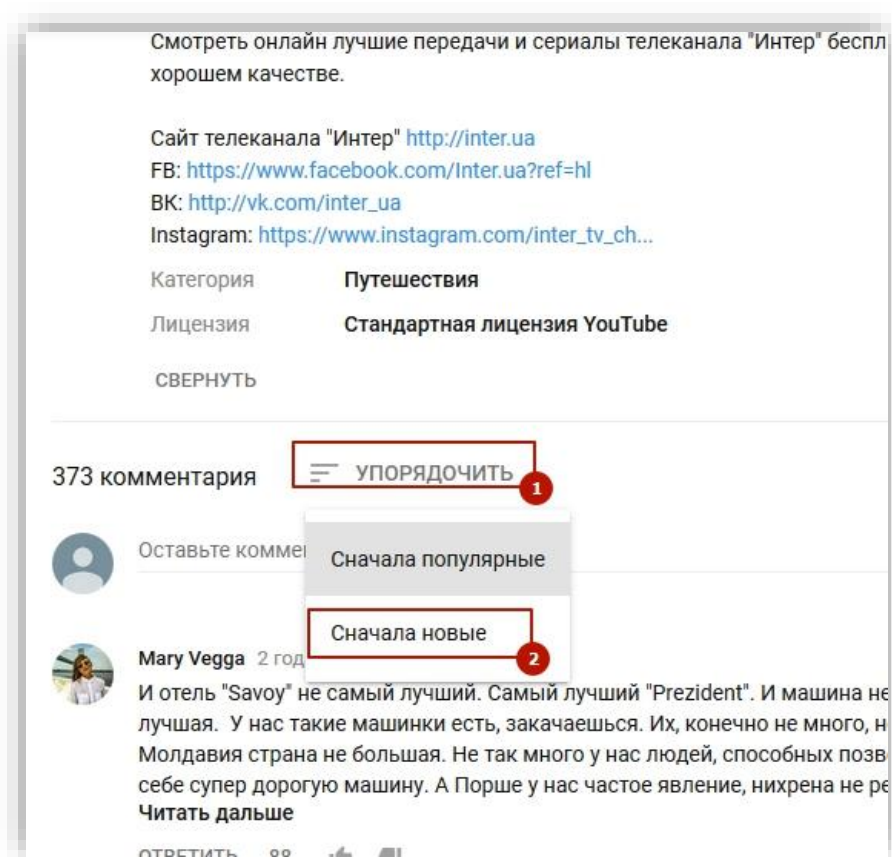 Смотреть онлайн лучшие передачи и сериалы телеканала "Интер" беспл
хорошем качестве.
Сайт телеканала "Интер" http://inter.ua
FB: https://www.facebook.com/Inter.ua?ref=hl
ВК: http://vk.com/inter_ua
Instagram: https://www.instagram.com/inter_tv_ch...
Категория Путешествия
Лицензия Стандартная лицензия YouTube
СВЕРНУТЬ
373 комментария УПОРЯДОЧИТЬ
1
Оставьте комме
Сначала популярные
Сначала новые
2
Mary Vegga 2 год
И отель "Savoy" не самый лучший. Самый лучший "Prezident". И машина не
лучшая. У нас такие машинки есть, закачаешься. Их, конечно не много, н
Молдавия страна не большая. Не так много у нас людей, способных позв
себе супер дорогую машину. А Порше у нас частое явление, нихрена не ре
Читать дальше
ОТВЕТИТЬ 88